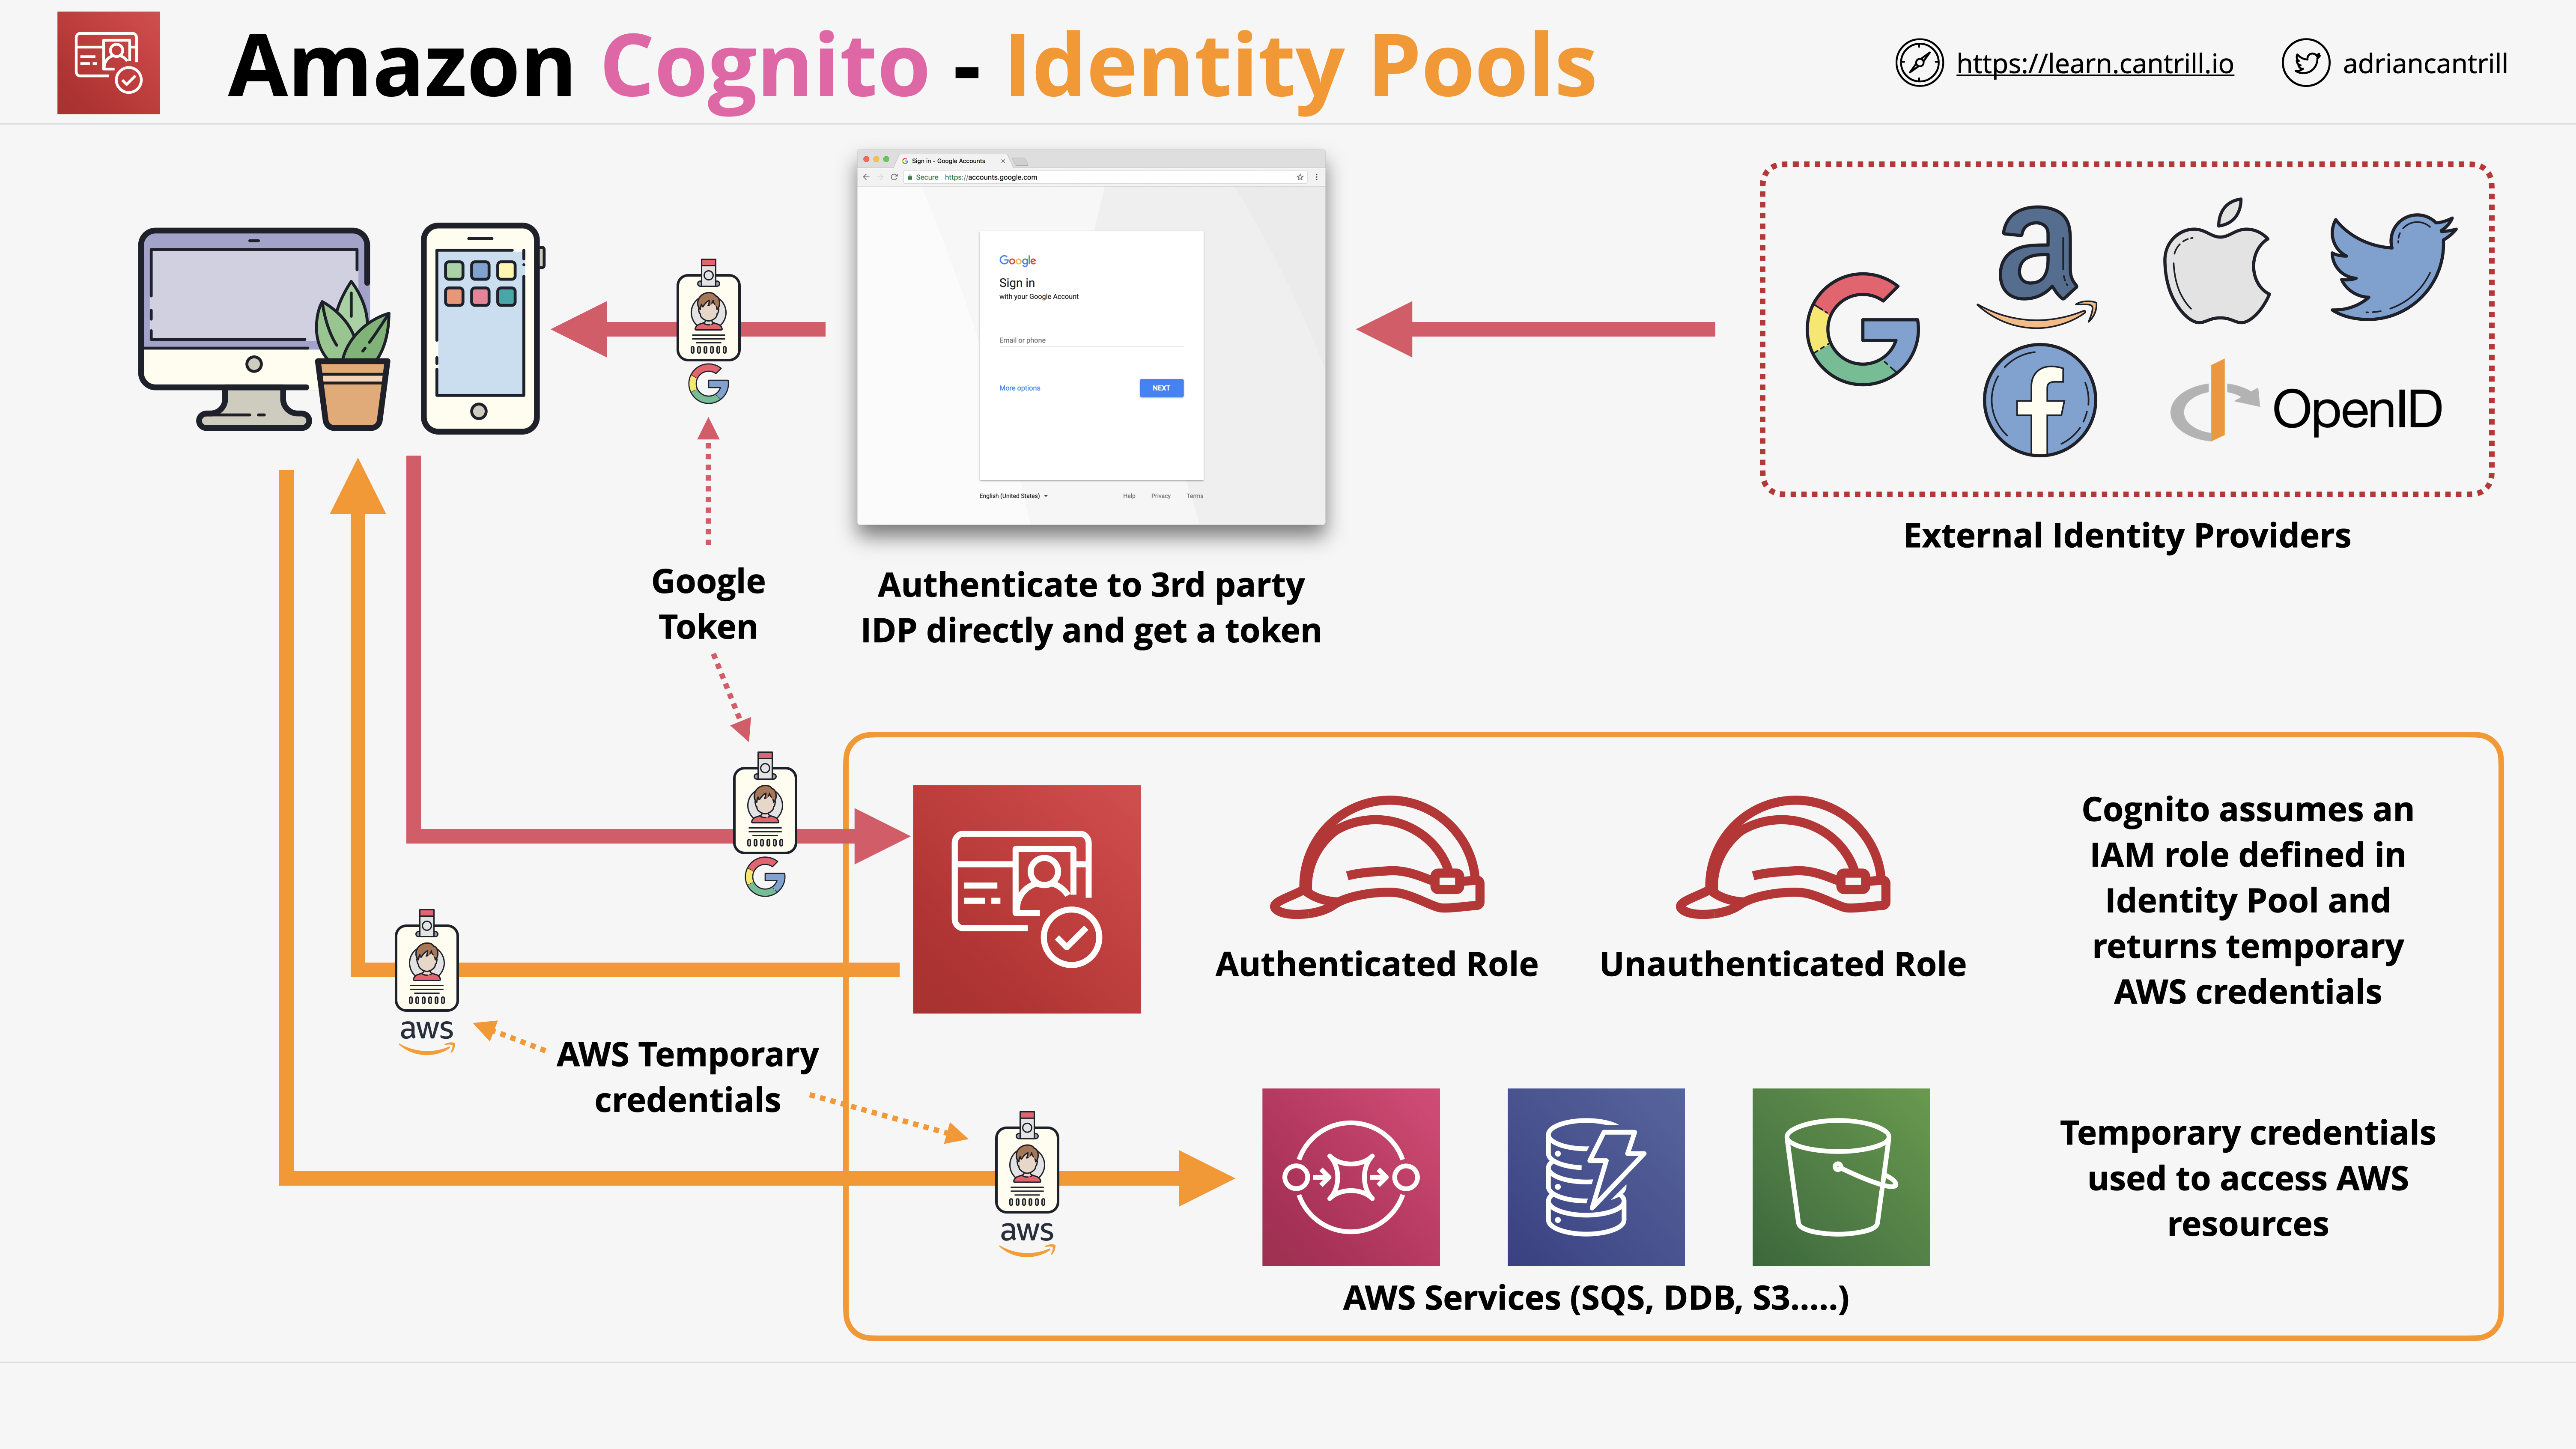 Amazon Cognito - Identity Pools
https://learn.cantrill.io
adriancantrill
Sign in - Google Accounts
Secure https://accounts.google.com
Google
Sign in
with your Google Account
Email or phone
More options
NEXT
English (United States)
Help
Privacy
Terms
OpenID
External Identity Providers
Google
Token
Authenticate to 3rd party
IDP directly and get a token
Authenticated Role
Unauthenticated Role
Cognito assumes an
IAM role defined in
Identity Pool and
returns temporary
AWS credentials
aws
AWS Temporary
credentials
aws
AWS Services (SQS, DDB, S3.....)
Temporary credentials
used to access AWS
resources